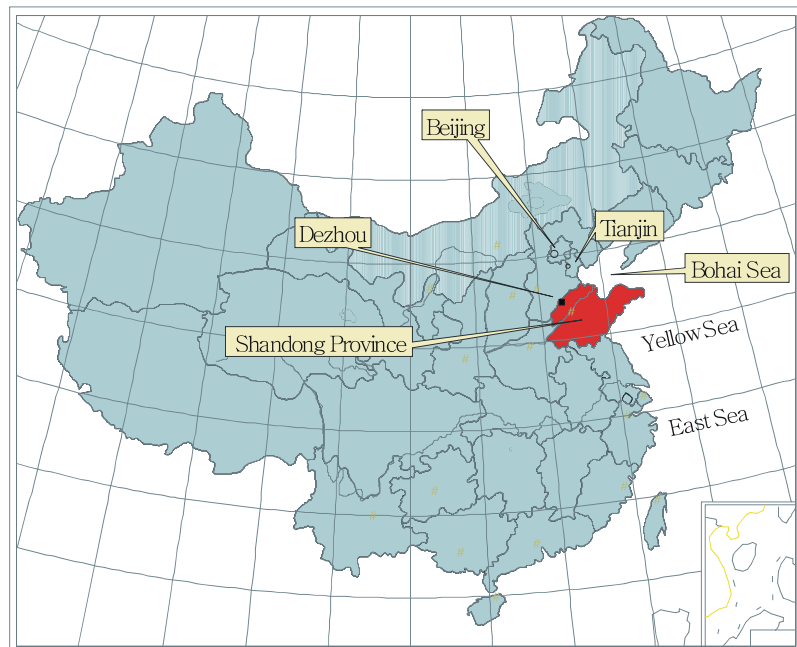 Beijing
Dezhou
Tianjin
Bohai Sea
Shandong Province
Yellow Sea
East Sea